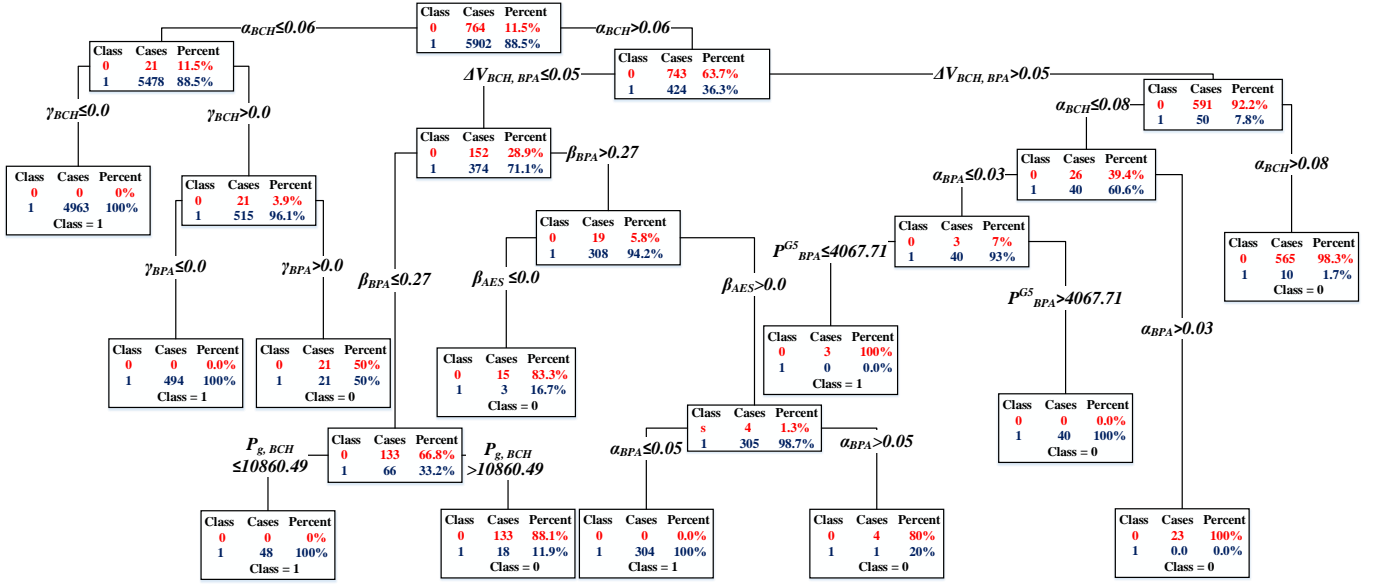 Class Cases Percent
0 764 11.5%
1 5902 88.5%
α_BCH≤0.06
α_BCH>0.06
Class Cases Percent
0 21 11.5%
1 5478 88.5%
Class Cases Percent
0 743 63.7%
1 424 36.3%
ΔV_BCH, BPA≤0.05
ΔV_BCH, BPA>0.05
Class Cases Percent
0 591 92.2%
1 50 7.8%
γ_BCH≤0.0
γ_BCH>0.0
α_BCH≤0.08
α_BCH>0.08
Class Cases Percent
0 152 28.9%
1 374 71.1%
β_BPA>0.27
Class Cases Percent
0 26 39.4%
1 40 60.6%
Class Cases Percent
0 0 0%
1 4963 100%
Class = 1
Class Cases Percent
0 21 3.9%
1 515 96.1%
α_BPA≤0.03
Class Cases Percent
0 19 5.8%
1 308 94.2%
Class Cases Percent
0 3 7%
1 40 93%
Class Cases Percent
0 565 98.3%
1 10 1.7%
Class = 0
γ_BPA≤0.0
γ_BPA>0.0
β_BPA≤0.27
β_AES ≤0.0
β_AES>0.0
P^G5_BPA≤4067.71
P^G5_BPA>4067.71
α_BPA>0.03
Class Cases Percent
0 0 0.0%
1 494 100%
Class = 1
Class Cases Percent
0 21 50%
1 21 50%
Class = 0
Class Cases Percent
0 15 83.3%
1 3 16.7%
Class = 0
Class Cases Percent
0 3 100%
1 0 0.0%
Class = 1
Class Cases Percent
0 0 0.0%
1 40 100%
Class = 0
Class Cases Percent
s 4 1.3%
1 305 98.7%
Class Cases Percent
0 133 66.8%
1 66 33.2%
P_g, BCH
≤10860.49
P_g, BCH
>10860.49
α_BPA≤0.05
α_BPA>0.05
Class Cases Percent
0 0 0%
1 48 100%
Class = 1
Class Cases Percent
0 133 88.1%
1 18 11.9%
Class = 0
Class Cases Percent
0 0 0.0%
1 304 100%
Class = 1
Class Cases Percent
0 4 80%
1 1 20%
Class = 0
Class Cases Percent
0 23 100%
1 0.0 0.0%
Class = 0